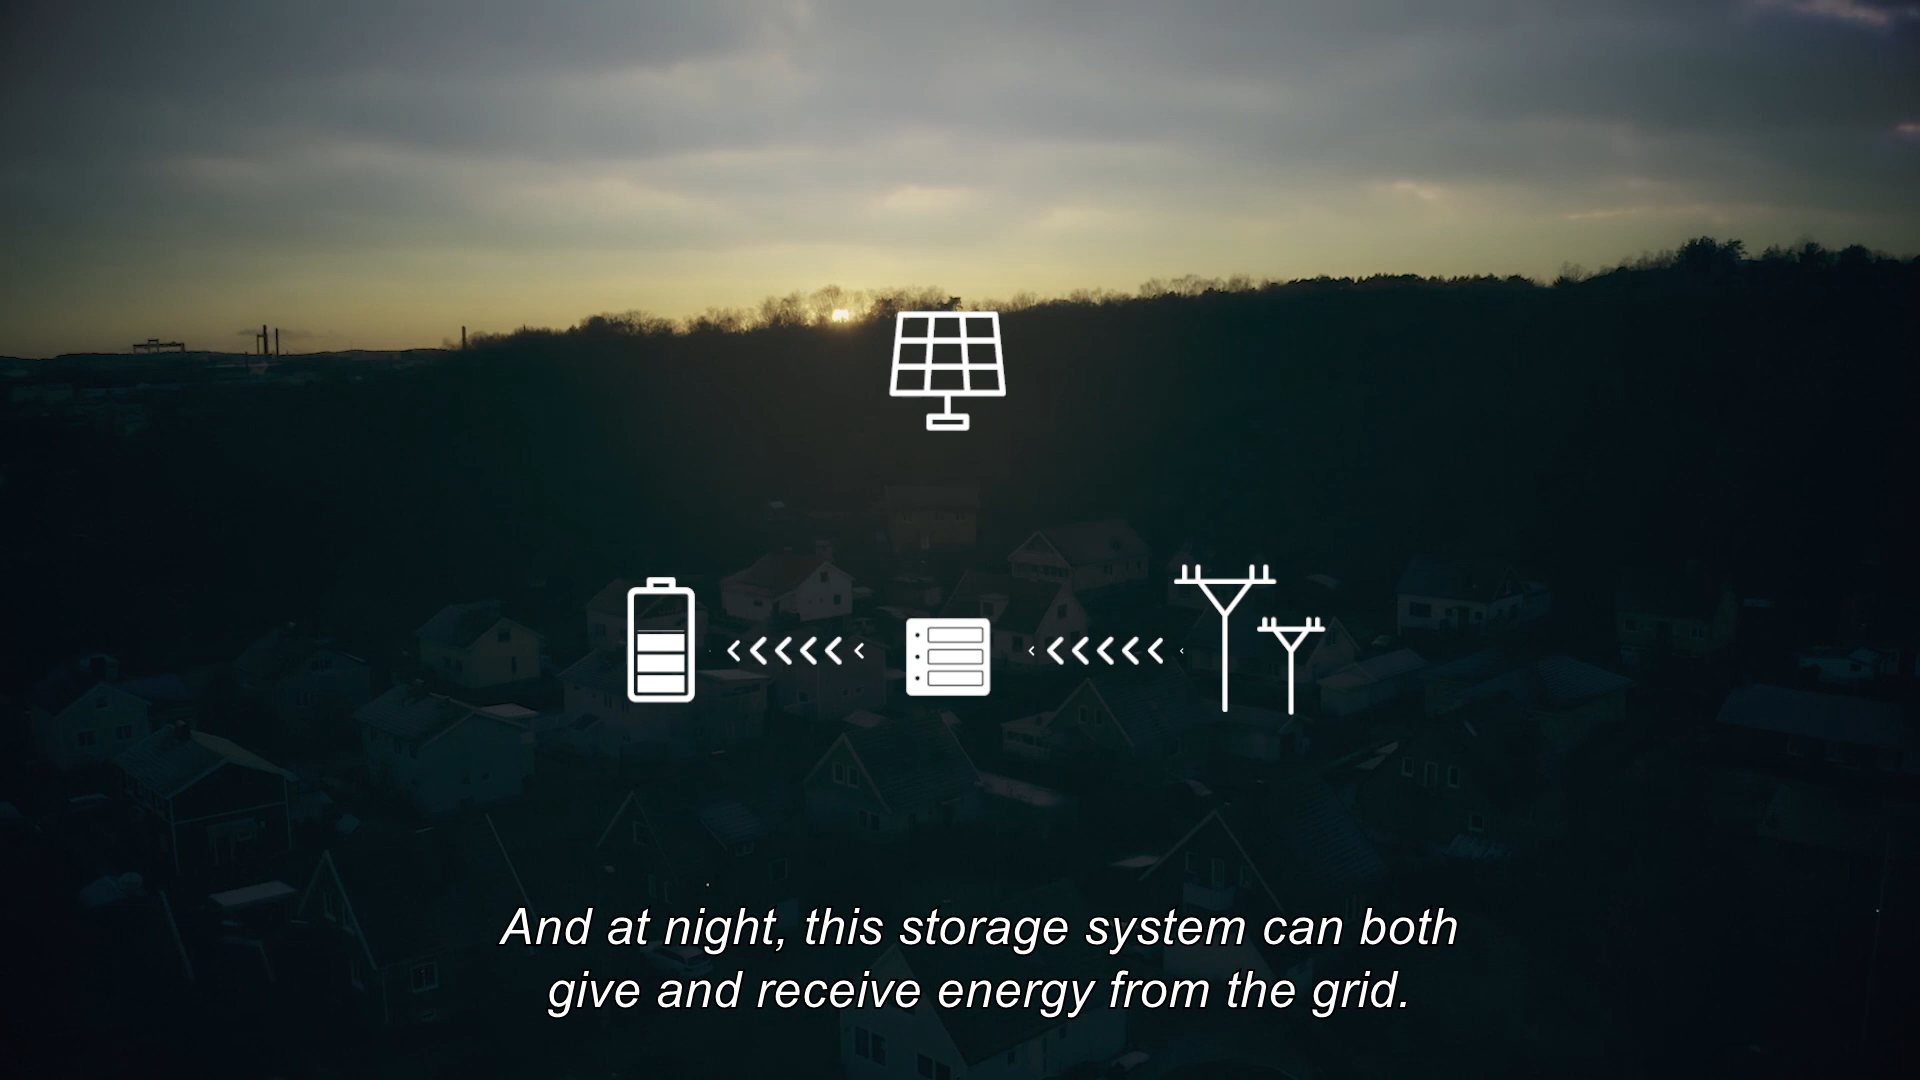 And at night, this storage system can both
give and receive energy from the grid.